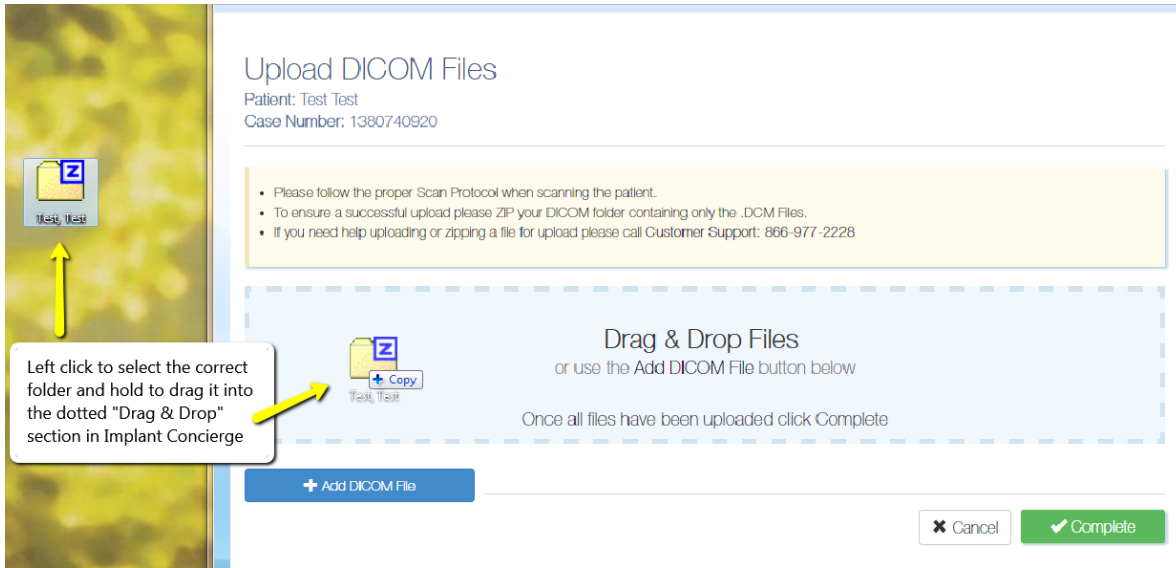 Upload DICOM Files
Patient: Test Test
Case Number: 1380740920
Z
Test, Test
• Please follow the proper Scan Protocol when scanning the patient.
• To ensure a successful upload please ZIP your DICOM folder containing only the .DCM Files.
• If you need help uploading or zipping a file for upload please call Customer Support: 866-977-2228
Left click to select the correct
folder and hold to drag it into
the dotted "Drag & Drop"
section in Implant Concierge
Z
+ Copy
Test, Test
Drag & Drop Files
or use the Add DICOM File button below
Once all files have been uploaded click Complete
+ Add DICOM File
✖ Cancel
✔ Complete